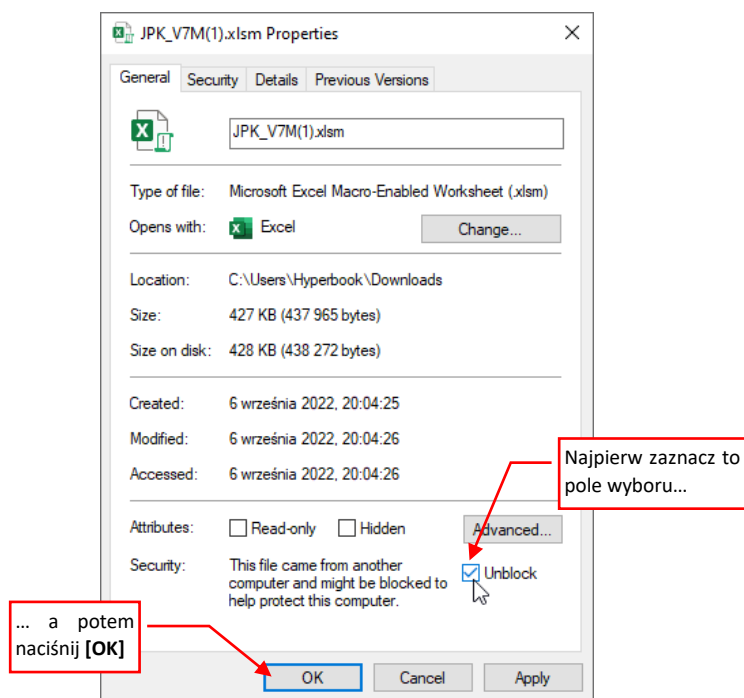 JPK_V7M(1).xlsm Properties
General Security Details Previous Versions
JPK_V7M(1).xlsm
Type of file: Microsoft Excel Macro-Enabled Worksheet (.xlsm)
Opens with: Excel Change...
Location: C:\Users\Hyperbook\Downloads
Size: 427 KB (437 965 bytes)
Size on disk: 428 KB (438 272 bytes)
Created: 6 września 2022, 20:04:25
Modified: 6 września 2022, 20:04:26
Accessed: 6 września 2022, 20:04:26
Najpierw zaznacz to
pole wyboru...
Attributes: Read-only Hidden Advanced...
Security: This file came from another
computer and might be blocked to
help protect this computer.
Unblock
... a potem
naciśnij [OK]
OK Cancel Apply